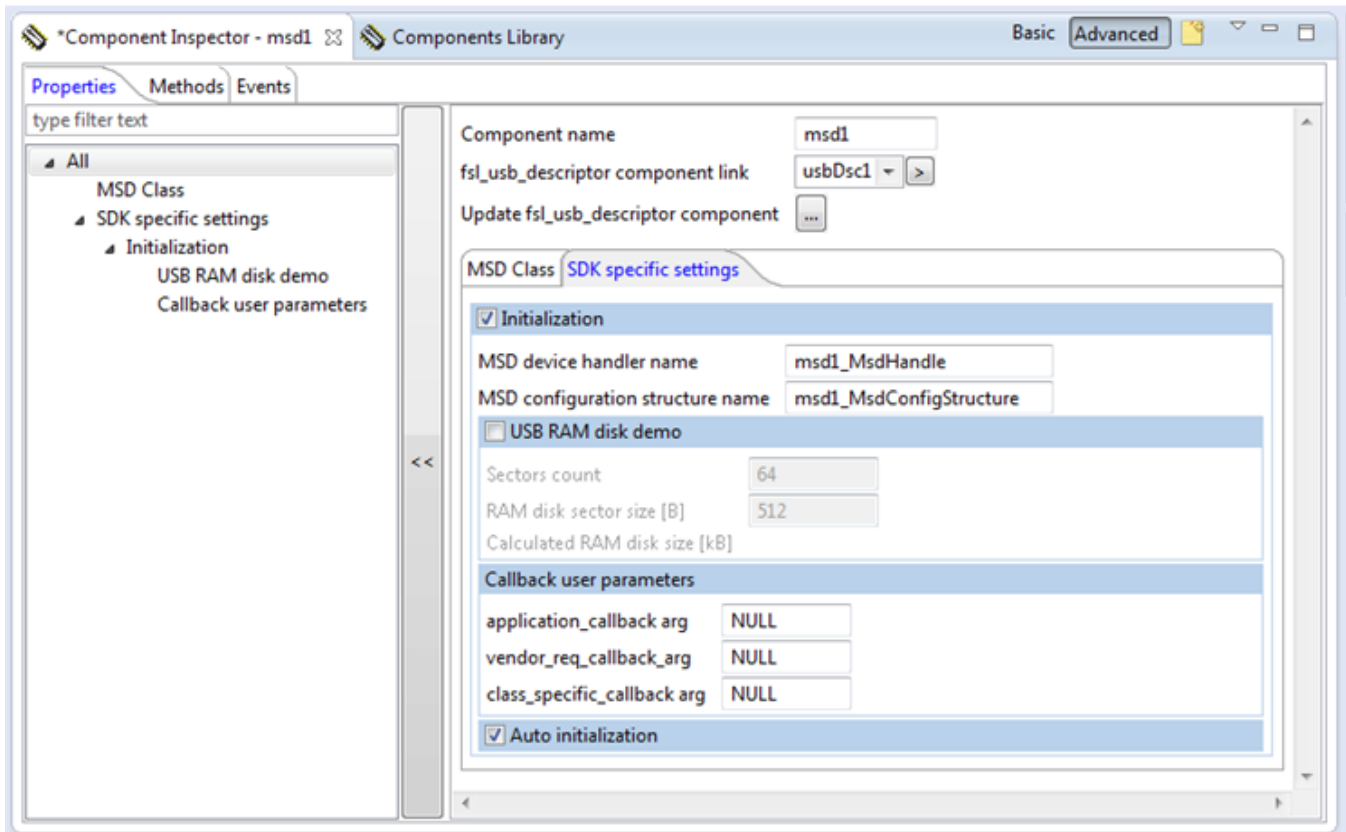 *Component Inspector - msd1
Components Library
Basic Advanced
Properties Methods Events
type filter text
All
MSD Class
SDK specific settings
Initialization
USB RAM disk demo
Callback user parameters
<<
Component name msd1
fsl_usb_descriptor component link usbDsc1 >
Update fsl_usb_descriptor component ...
MSD Class SDK specific settings
Initialization
MSD device handler name msd1_MsdHandle
MSD configuration structure name msd1_MsdConfigStructure
USB RAM disk demo
Sectors count 64
RAM disk sector size [B] 512
Calculated RAM disk size [kB]
Callback user parameters
application_callback arg NULL
vendor_req_callback_arg NULL
class_specific_callback arg NULL
Auto initialization